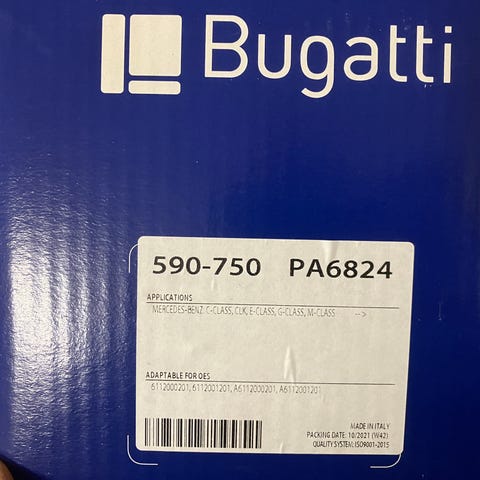 Bugatti
590-750 PA6824
APPLICATIONS
MERCEDES-BENZ: C-CLASS, CLK, E-CLASS, G-CLASS, M-CLASS -->
ADAPTABLE FOR OES
6112000201, 6112001201, A6112000201, A6112001201
MADE IN ITALY
PACKING DATE: 10/2021 (W42)
QUALITY SYSTEM: ISO9001-2015